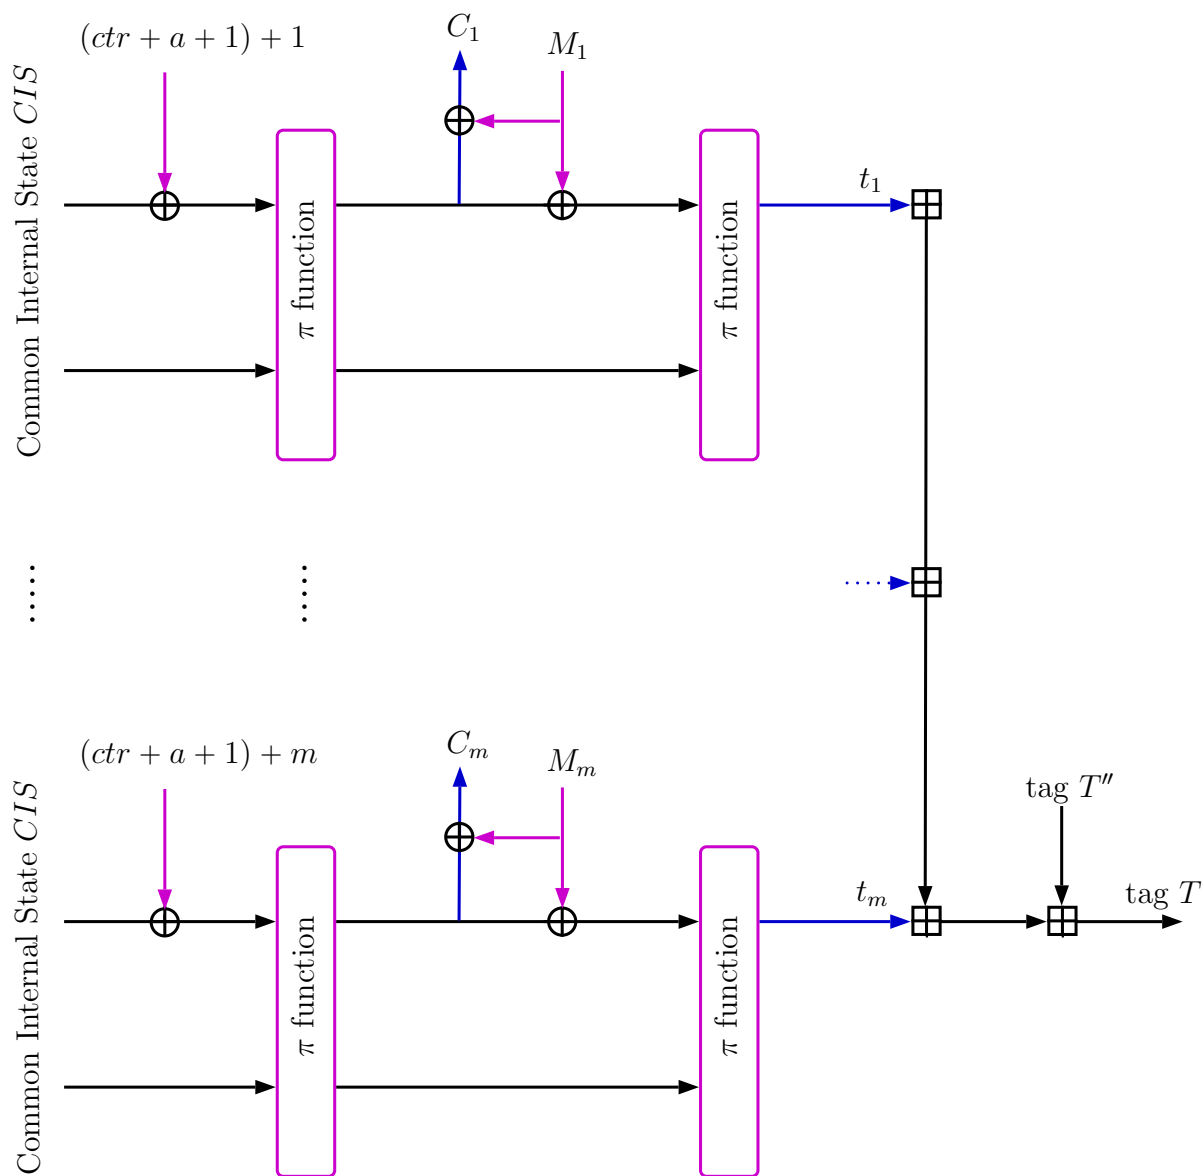 (ctr + a + 1) + 1
C₁
M₁
Common Internal State CIS
π function
π function
t₁
.....
.....
.....
(ctr + a + 1) + m
Cₘ
Mₘ
Common Internal State CIS
π function
π function
tₘ
tag T″
tag T